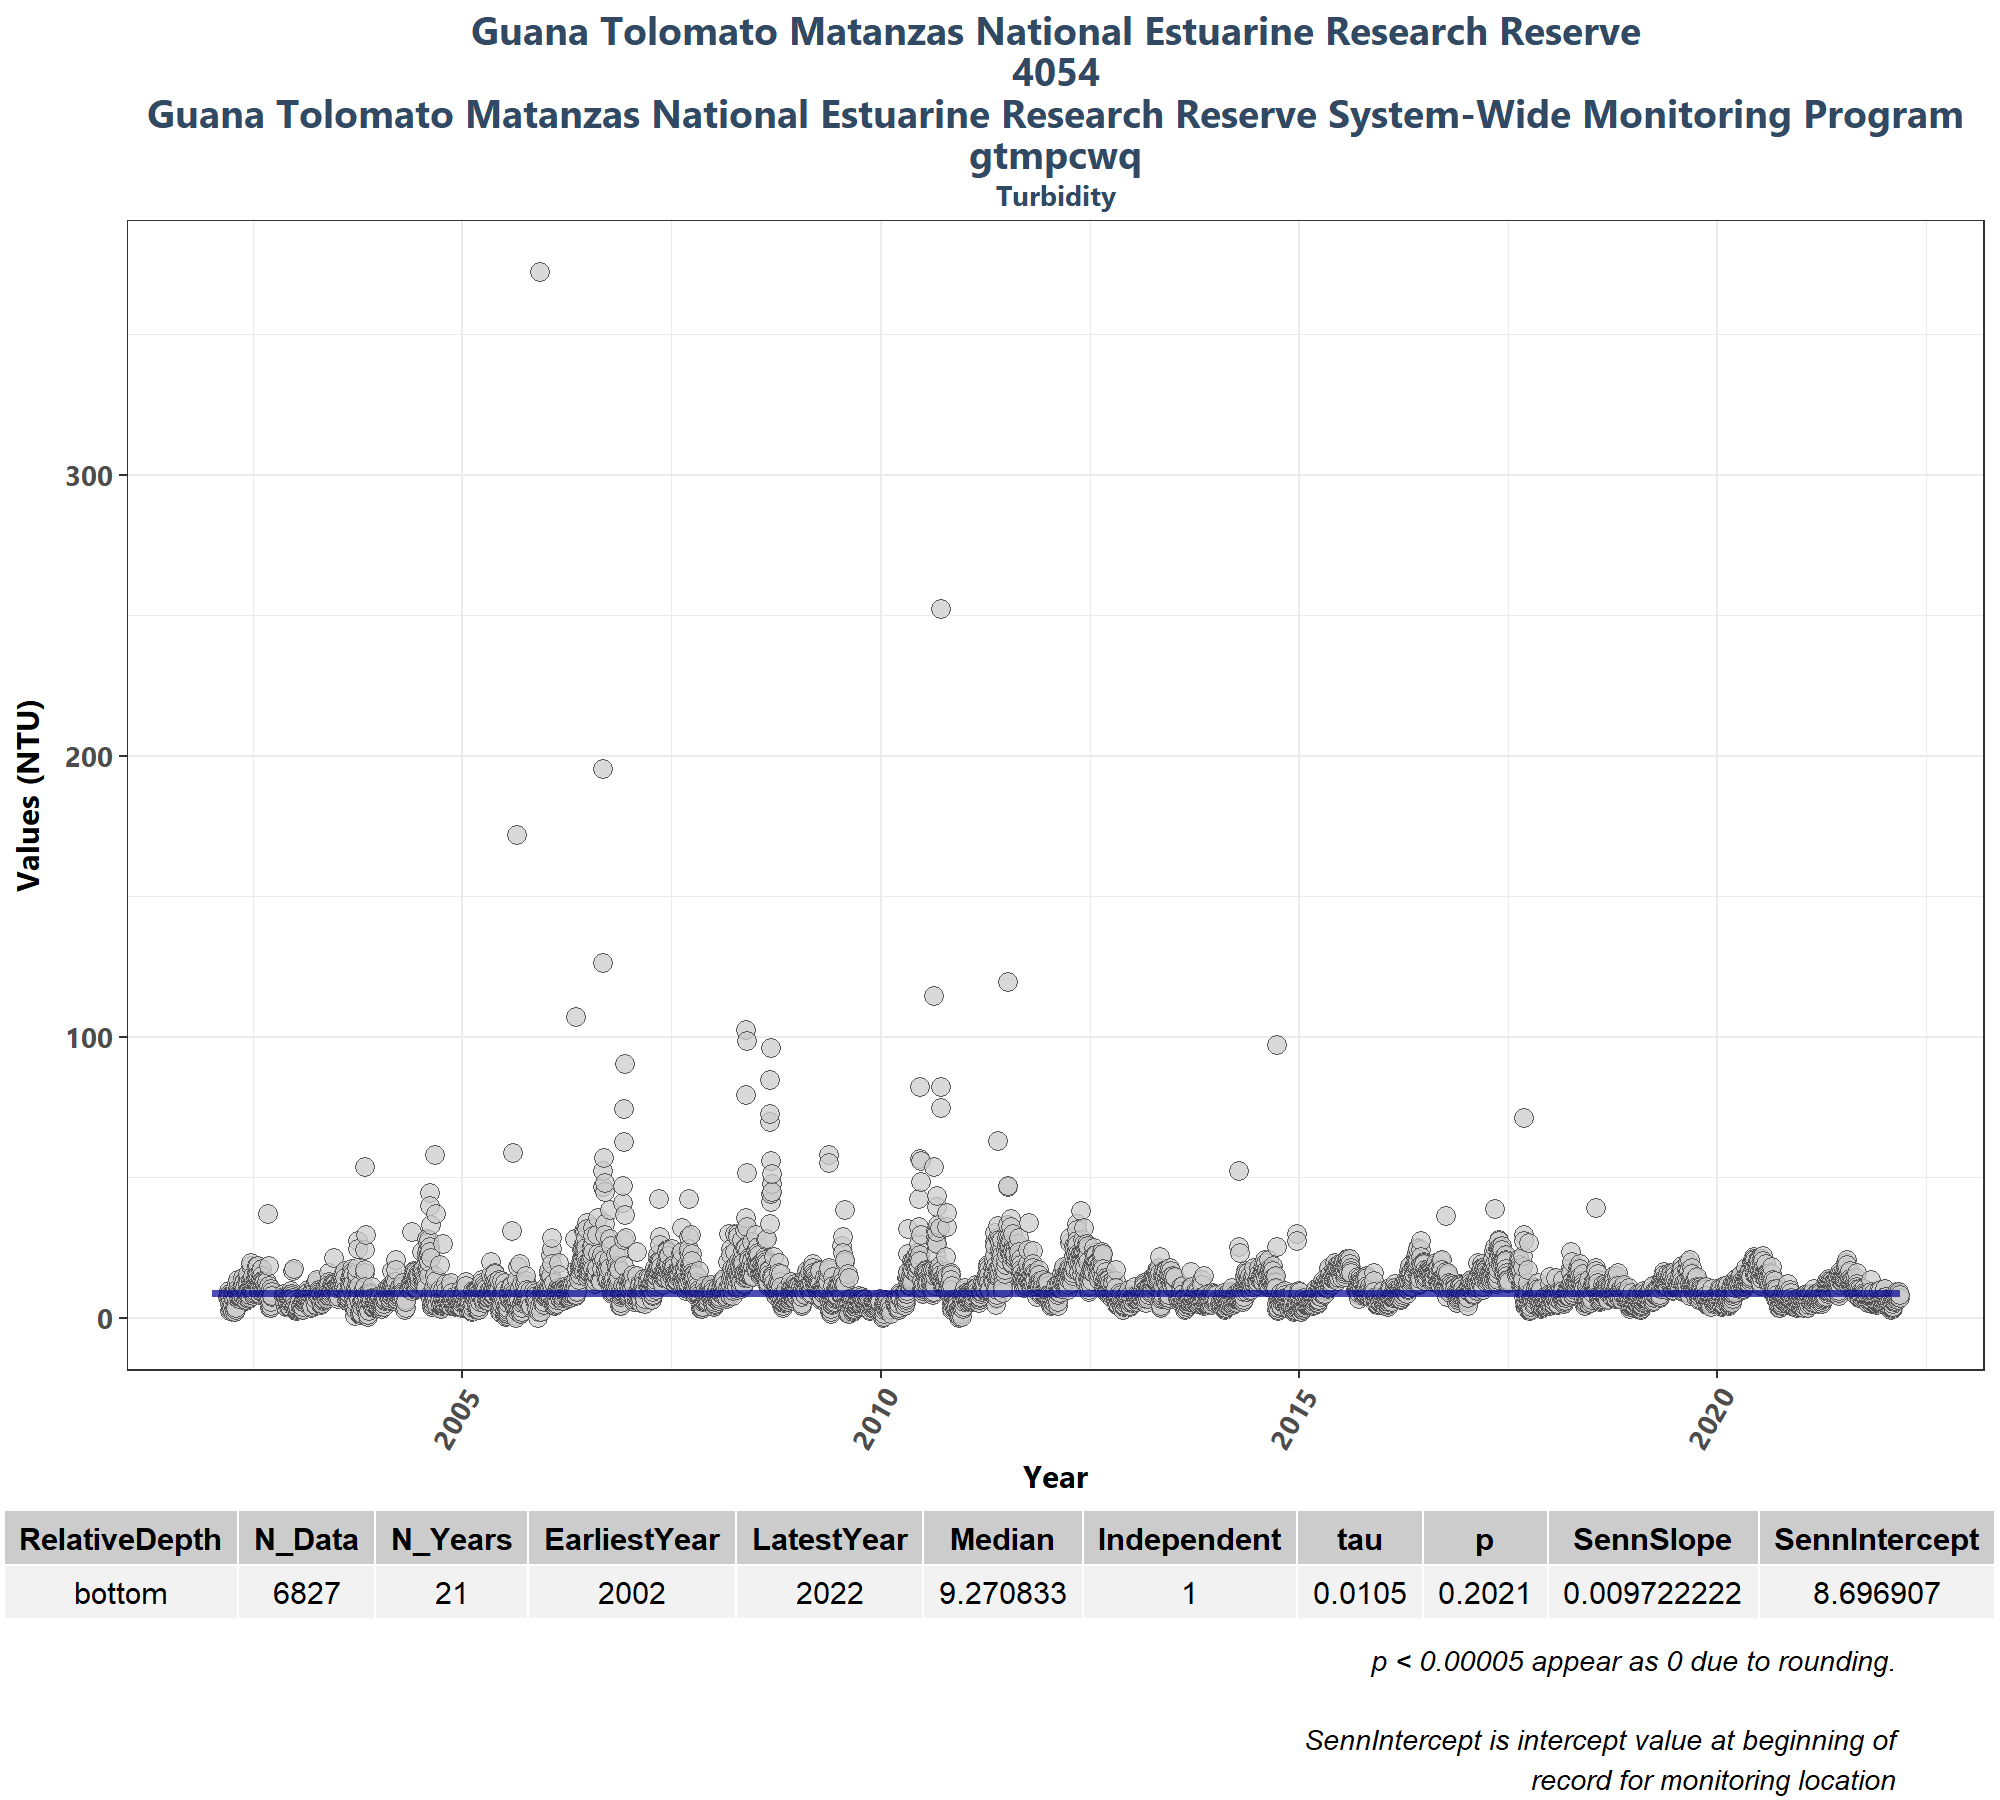 Guana Tolomato Matanzas National Estuarine Research Reserve
4054
Guana Tolomato Matanzas National Estuarine Research Reserve System-Wide Monitoring Program
gtmpcwq
Turbidity
Values (NTU)
300
200
100
0
2005 2010 2015 2020
Year
RelativeDepth N_Data N_Years EarliestYear LatestYear Median Independent tau p SennSlope SennIntercept
bottom 6827 21 2002 2022 9.270833 1 0.0105 0.2021 0.009722222 8.696907
p < 0.00005 appear as 0 due to rounding.
SennIntercept is intercept value at beginning of
record for monitoring location